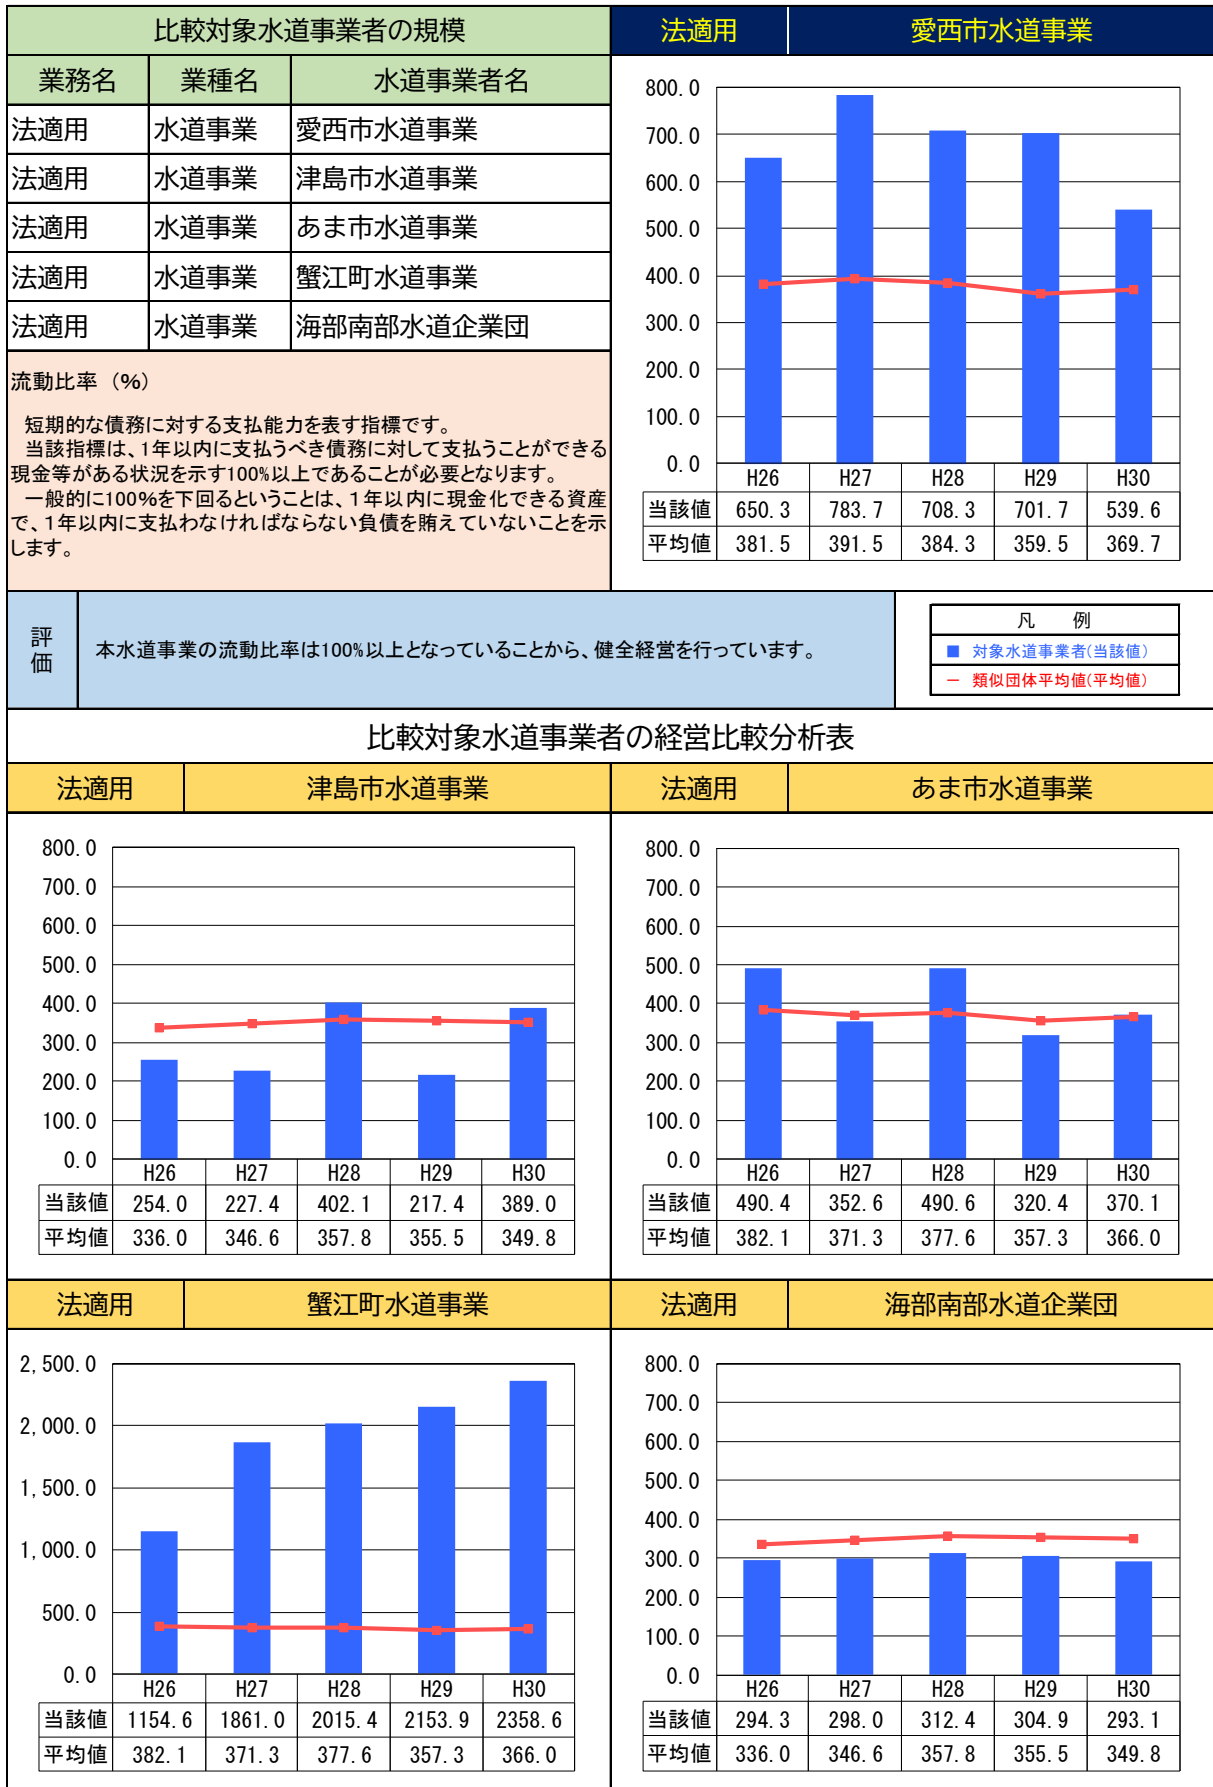 比較対象水道事業者の規模
業務名 業種名 水道事業者名
法適用 水道事業 愛西市水道事業
法適用 水道事業 津島市水道事業
法適用 水道事業 あま市水道事業
法適用 水道事業 蟹江町水道事業
法適用 水道事業 海部南部水道企業団
流動比率（％）
短期的な債務に対する支払能力を表す指標です。
当該指標は、1年以内に支払うべき債務に対して支払うことができる
現金等がある状況を示す100%以上であることが必要となります。
一般的に100％を下回るということは、１年以内に現金化できる資産
で、１年以内に支払わなければならない負債を賄えていないことを示
します。
法適用 愛西市水道事業
800.0
700.0
600.0
500.0
400.0
300.0
200.0
100.0
0.0
H26 H27 H28 H29 H30
当該値 650.3 783.7 708.3 701.7 539.6
平均値 381.5 391.5 384.3 359.5 369.7
評価
本水道事業の流動比率は100%以上となっていることから、健全経営を行っています。
凡 例
■ 対象水道事業者(当該値)
− 類似団体平均値(平均値)
比較対象水道事業者の経営比較分析表
法適用 津島市水道事業
800.0
700.0
600.0
500.0
400.0
300.0
200.0
100.0
0.0
H26 H27 H28 H29 H30
当該値 254.0 227.4 402.1 217.4 389.0
平均値 336.0 346.6 357.8 355.5 349.8
法適用 あま市水道事業
800.0
700.0
600.0
500.0
400.0
300.0
200.0
100.0
0.0
H26 H27 H28 H29 H30
当該値 490.4 352.6 490.6 320.4 370.1
平均値 382.1 371.3 377.6 357.3 366.0
法適用 蟹江町水道事業
2,500.0
2,000.0
1,500.0
1,000.0
500.0
0.0
H26 H27 H28 H29 H30
当該値 1154.6 1861.0 2015.4 2153.9 2358.6
平均値 382.1 371.3 377.6 357.3 366.0
法適用 海部南部水道企業団
800.0
700.0
600.0
500.0
400.0
300.0
200.0
100.0
0.0
H26 H27 H28 H29 H30
当該値 294.3 298.0 312.4 304.9 293.1
平均値 336.0 346.6 357.8 355.5 349.8